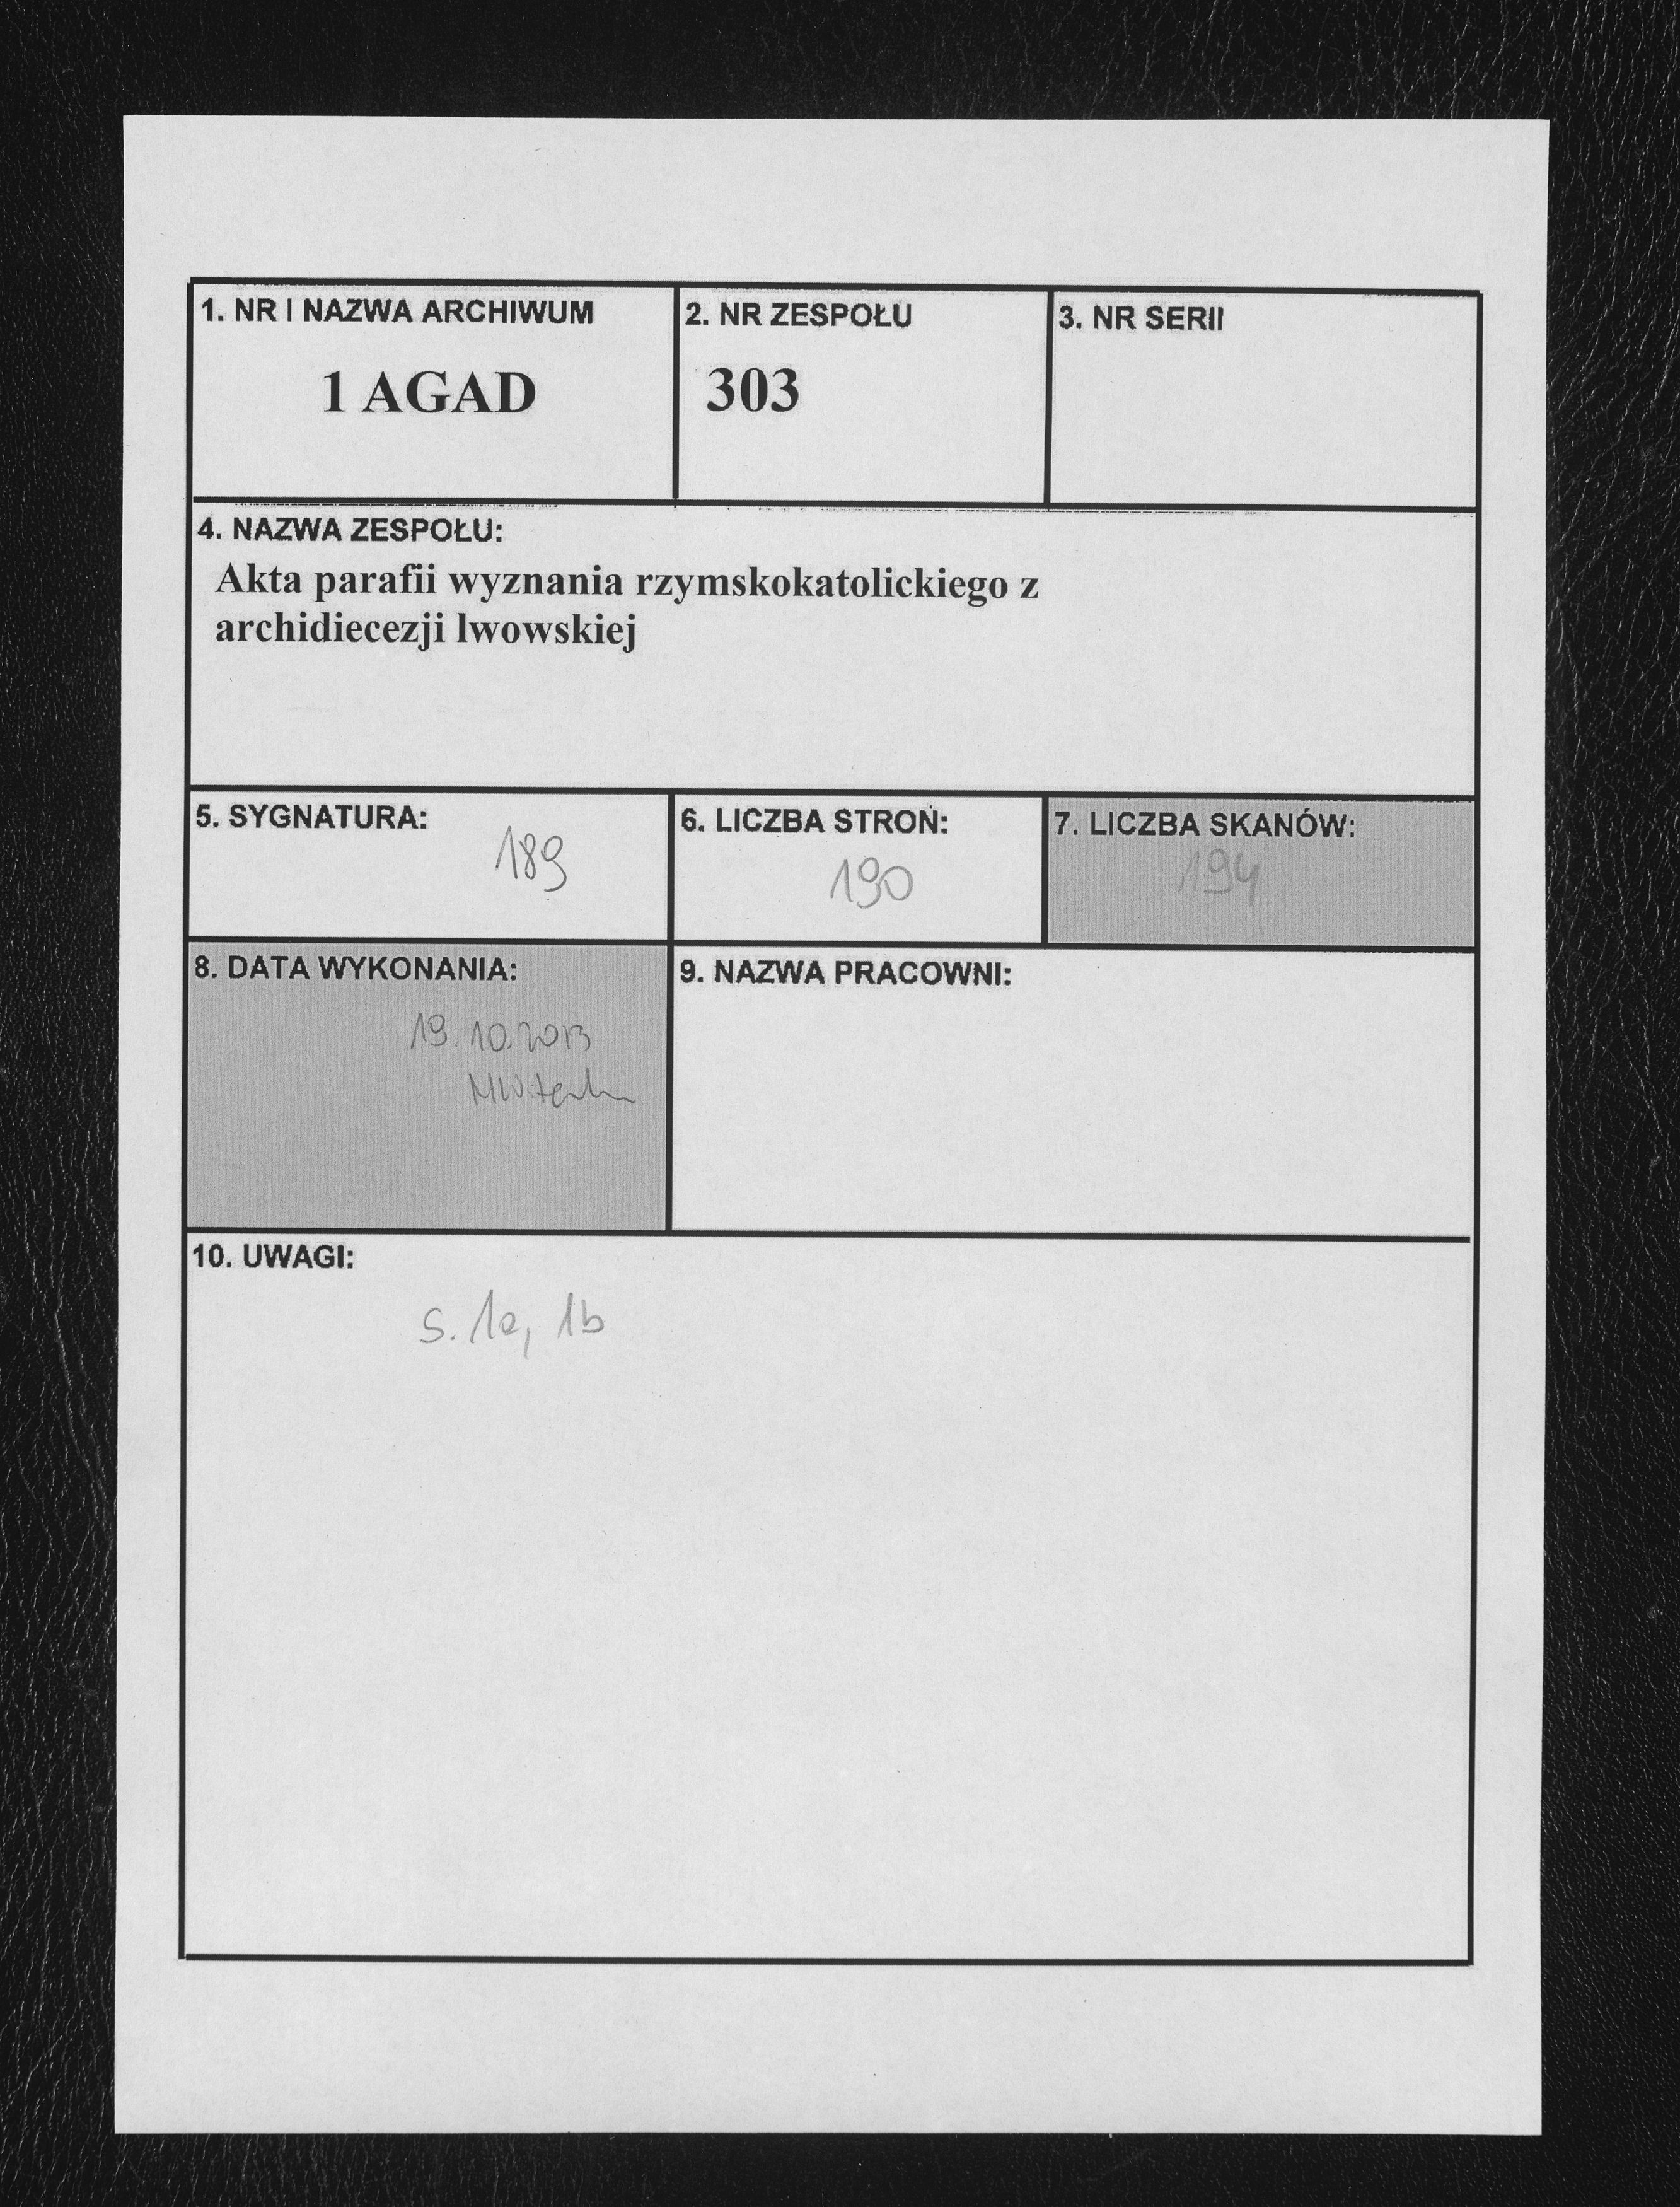 1. NR I NAZWA ARCHIWUM
1 AGAD
2. NR ZESPOŁU
303
3. NR SERII
4. NAZWA ZESPOŁU:
Akta parafii wyznania rzymskokatolickiego z
archidiecezji lwowskiej
5. SYGNATURA:
189
6. LICZBA STRON:
190
7. LICZBA SKANÓW:
194
8. DATA WYKONANIA:
19.10.2013
9. NAZWA PRACOWNI:
10. UWAGI:
S. 1a, 1b